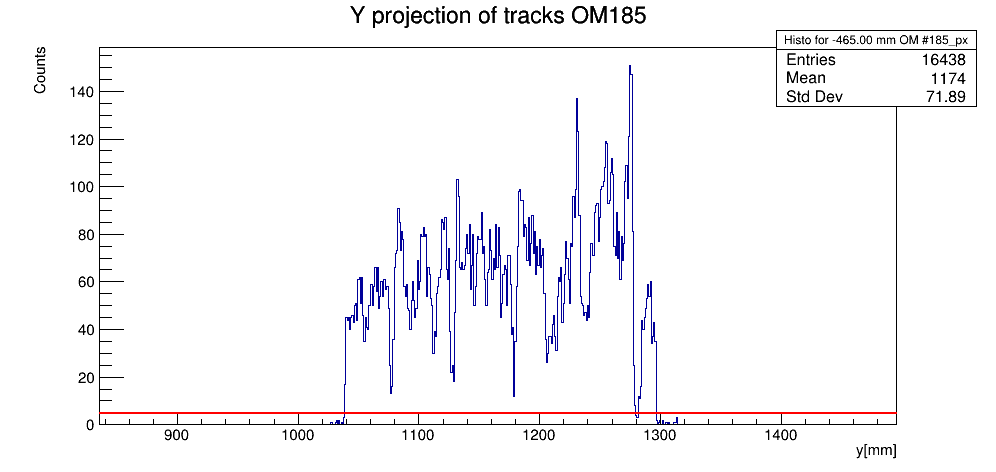 Y projection of tracks OM185
Histo for -465.00 mm OM #185_px
Entries 16438
Mean 1174
Std Dev 71.89
Counts
140
120
100
80
60
40
20
0
900 1000 1100 1200 1300 1400
y[mm]